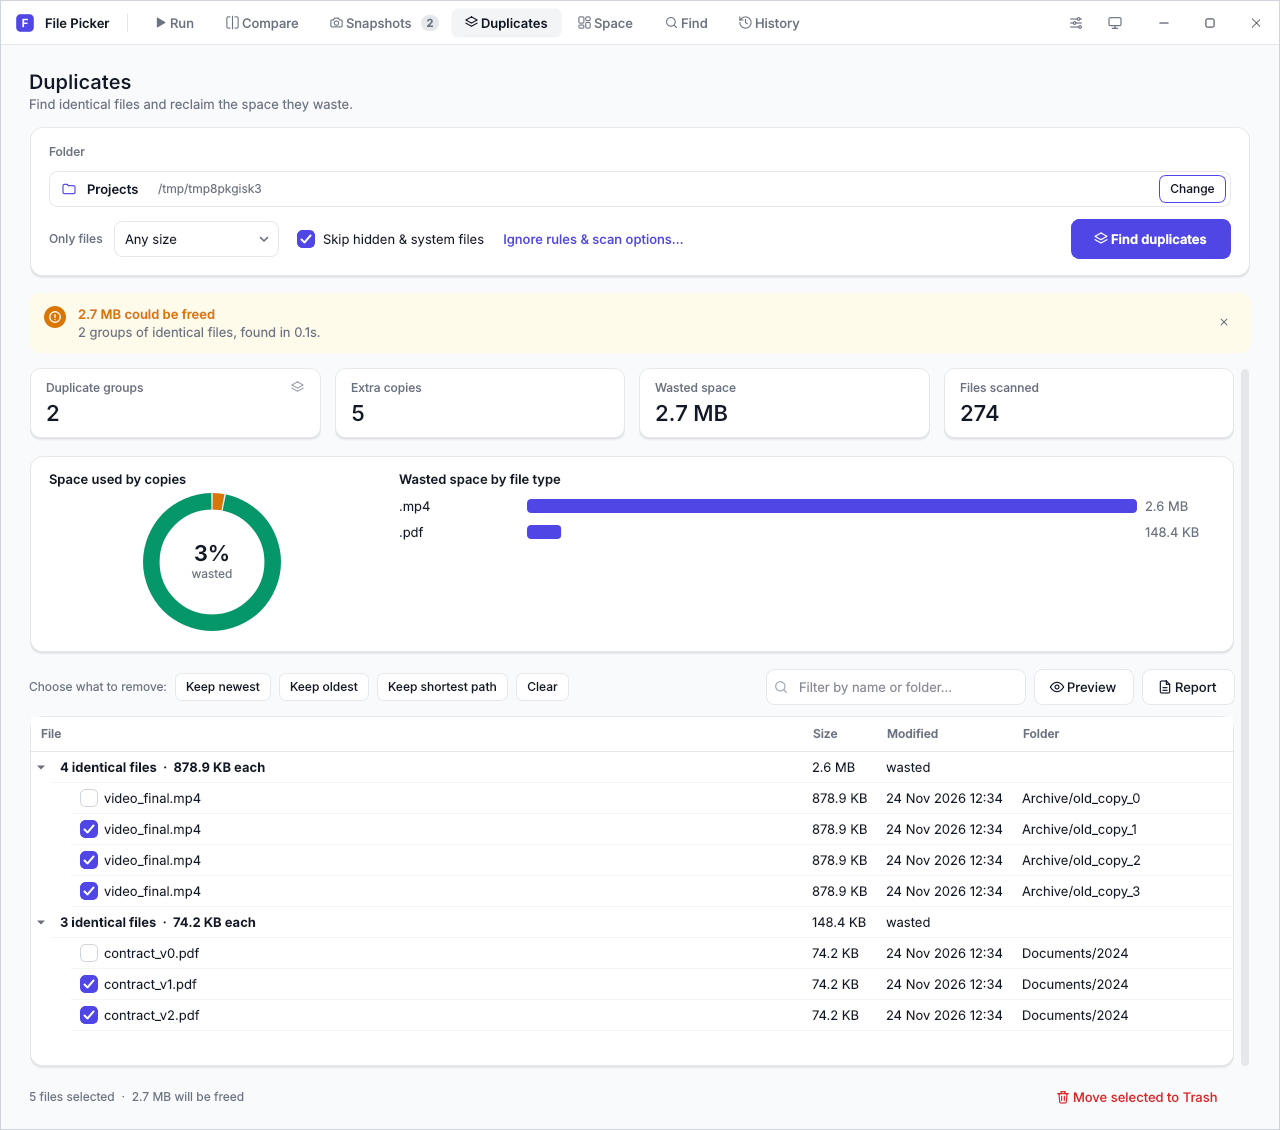 F File Picker Run Compare Snapshots 2 Duplicates Space Find History
Duplicates
Find identical files and reclaim the space they waste.
Folder
Projects /tmp/tmp8pkgisk3 Change
Only files Any size Skip hidden & system files Ignore rules & scan options... Find duplicates
2.7 MB could be freed
2 groups of identical files, found in 0.1s.
Duplicate groups Extra copies Wasted space Files scanned
2 5 2.7 MB 274
Space used by copies Wasted space by file type
.mp4 2.6 MB
.pdf 148.4 KB
3%
wasted
Choose what to remove: Keep newest Keep oldest Keep shortest path Clear Filter by name or folder... Preview Report
File Size Modified Folder
4 identical files · 878.9 KB each 2.6 MB wasted
video_final.mp4 878.9 KB 24 Nov 2026 12:34 Archive/old_copy_0
video_final.mp4 878.9 KB 24 Nov 2026 12:34 Archive/old_copy_1
video_final.mp4 878.9 KB 24 Nov 2026 12:34 Archive/old_copy_2
video_final.mp4 878.9 KB 24 Nov 2026 12:34 Archive/old_copy_3
3 identical files · 74.2 KB each 148.4 KB wasted
contract_v0.pdf 74.2 KB 24 Nov 2026 12:34 Documents/2024
contract_v1.pdf 74.2 KB 24 Nov 2026 12:34 Documents/2024
contract_v2.pdf 74.2 KB 24 Nov 2026 12:34 Documents/2024
5 files selected · 2.7 MB will be freed Move selected to Trash